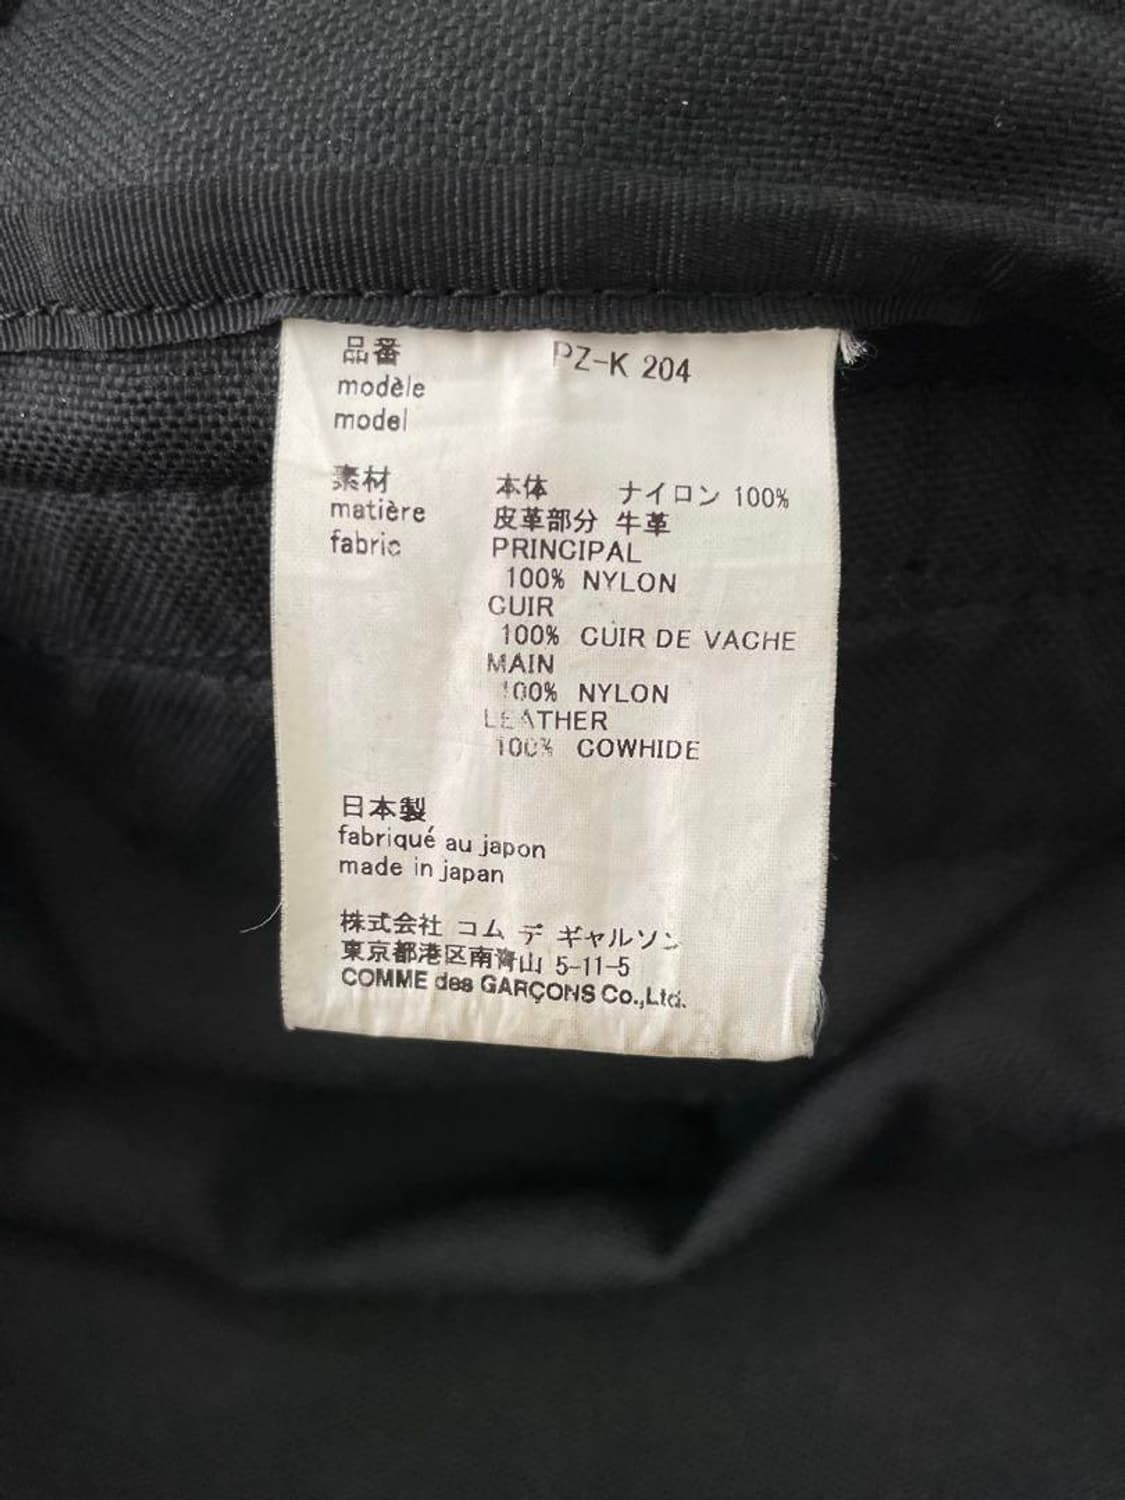 品番 PZ-K 204
modèle
model
素材 本体 ナイロン 100%
matière 皮革部分 牛革
fabric PRINCIPAL
100% NYLON
CUIR
100% CUIR DE VACHE
MAIN
100% NYLON
LEATHER
100% COWHIDE
日本製
fabriqué au japon
made in japan
株式会社 コム デ ギャルソン
東京都港区南青山 5-11-5
COMME des GARÇONS Co.,Ltd.